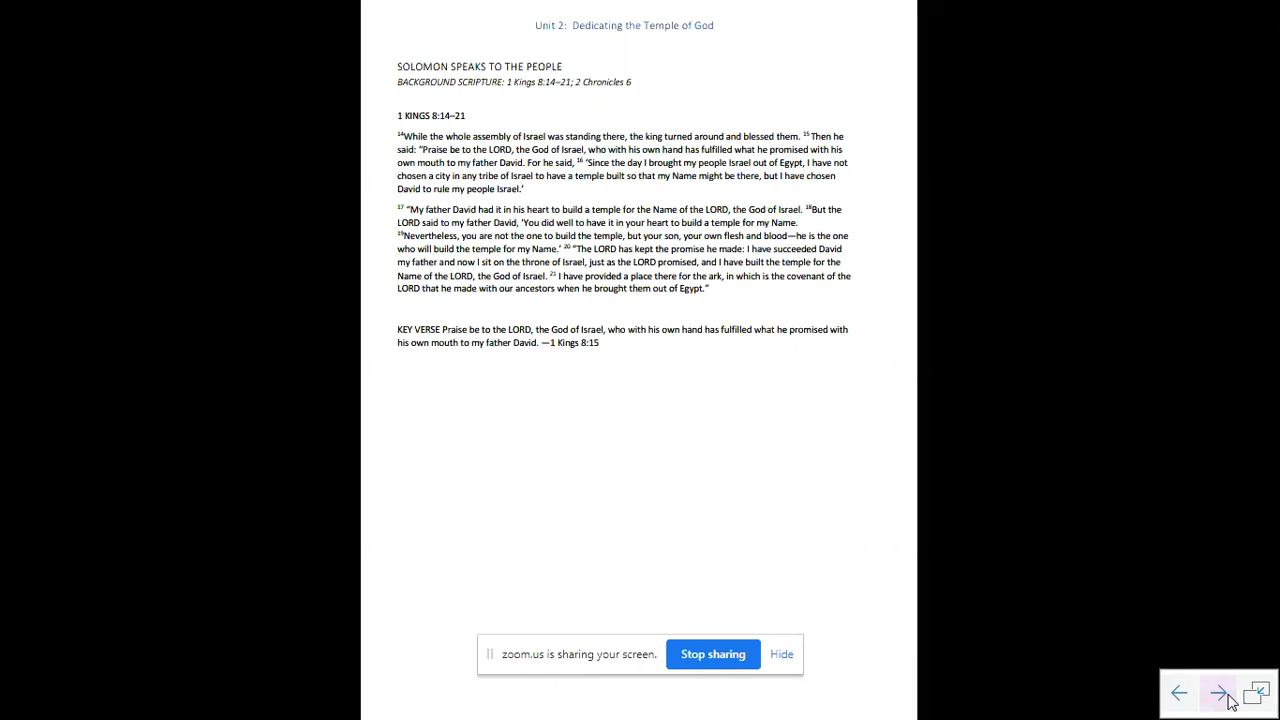 Unit 2:  Dedicating the Temple of God
SOLOMON SPEAKS TO THE PEOPLE
BACKGROUND SCRIPTURE: 1 Kings 8:14–21; 2 Chronicles 6
1 KINGS 8:14–21
14While the whole assembly of Israel was standing there, the king turned around and blessed them. 15 Then he
said: “Praise be to the LORD, the God of Israel, who with his own hand has fulfilled what he promised with his
own mouth to my father David. For he said, 16 ‘Since the day I brought my people Israel out of Egypt, I have not
chosen a city in any tribe of Israel to have a temple built so that my Name might be there, but I have chosen
David to rule my people Israel.’
17 “My father David had it in his heart to build a temple for the Name of the LORD, the God of Israel. 18But the
LORD said to my father David, ‘You did well to have it in your heart to build a temple for my Name.
19Nevertheless, you are not the one to build the temple, but your son, your own flesh and blood—he is the one
who will build the temple for my Name.’ 20 “The LORD has kept the promise he made: I have succeeded David
my father and now I sit on the throne of Israel, just as the LORD promised, and I have built the temple for the
Name of the LORD, the God of Israel. 21 I have provided a place there for the ark, in which is the covenant of the
LORD that he made with our ancestors when he brought them out of Egypt.”
KEY VERSE Praise be to the LORD, the God of Israel, who with his own hand has fulfilled what he promised with
his own mouth to my father David. —1 Kings 8:15
zoom.us is sharing your screen. Stop sharing Hide